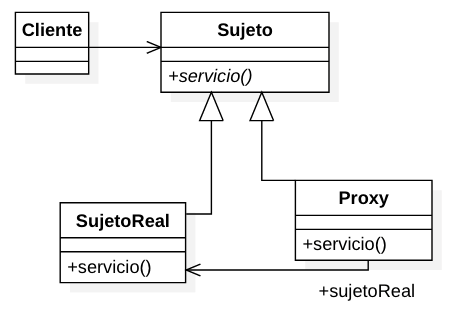 Cliente
Sujeto
+servicio()
SujetoReal
+servicio()
Proxy
+servicio()
+sujetoReal